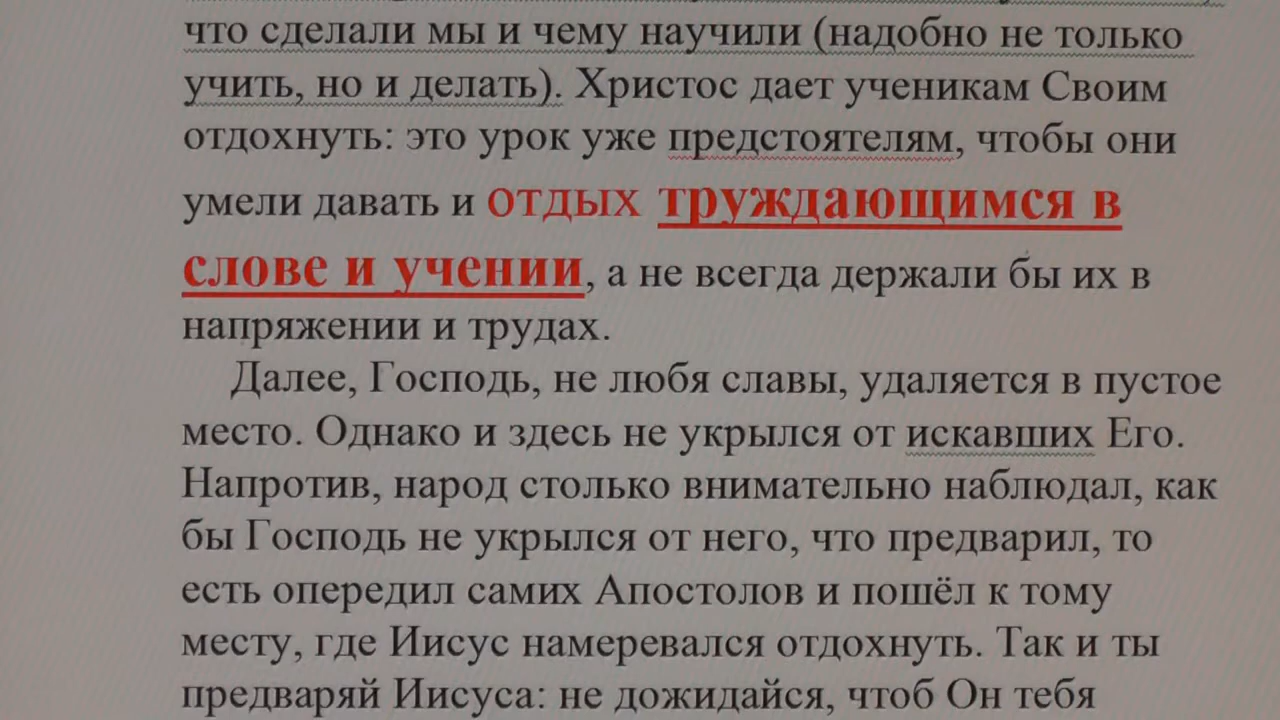 что сделали мы и чему научили (надобно не только
учить, но и делать). Христос дает ученикам Своим
отдохнуть: это урок уже предстоятелям, чтобы они
умели давать и отдых труждающимся в
слове и учении, а не всегда держали бы их в
напряжении и трудах.
Далее, Господь, не любя славы, удаляется в пустое
место. Однако и здесь не укрылся от искавших Его.
Напротив, народ столько внимательно наблюдал, как
бы Господь не укрылся от него, что предварил, то
есть опередил самих Апостолов и пошёл к тому
месту, где Иисус намеревался отдохнуть. Так и ты
предваряй Иисуса: не дожидайся, чтоб Он тебя